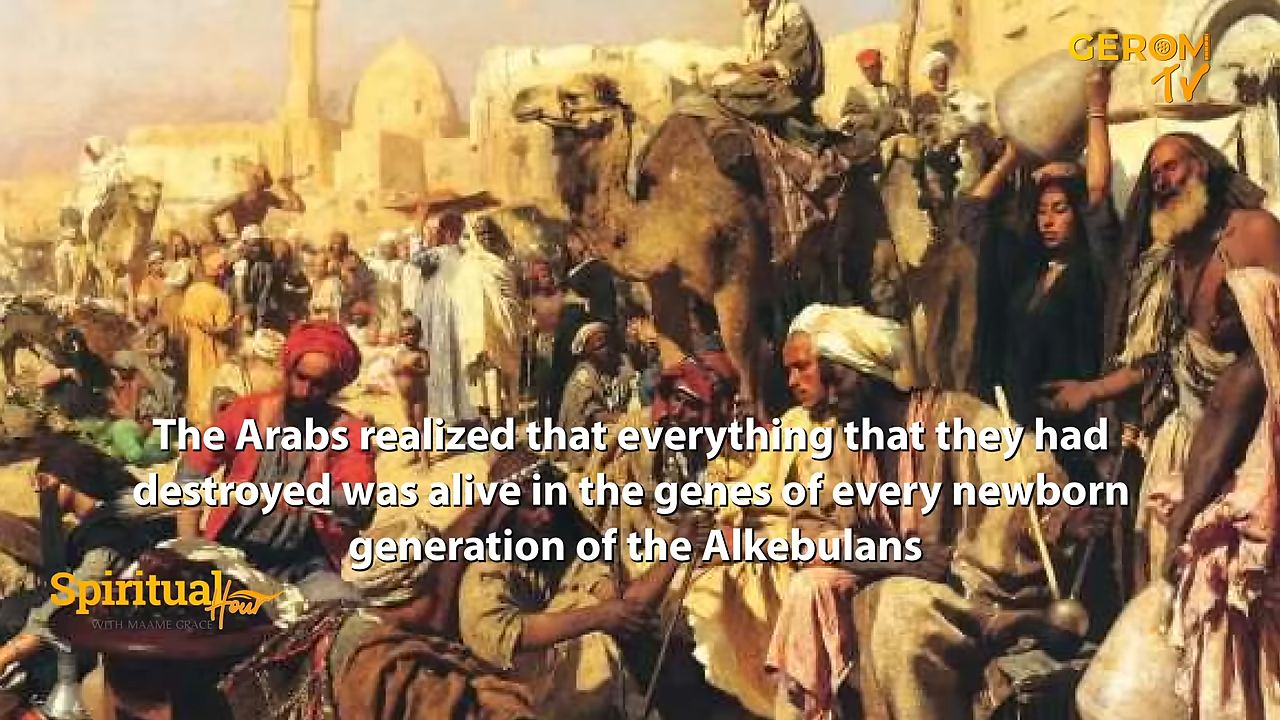 GEROM
TV
The Arabs realized that everything that they had
destroyed was alive in the genes of every newborn
generation of the Alkebulans
Spiritual
Hour
WITH MAAME GRACE